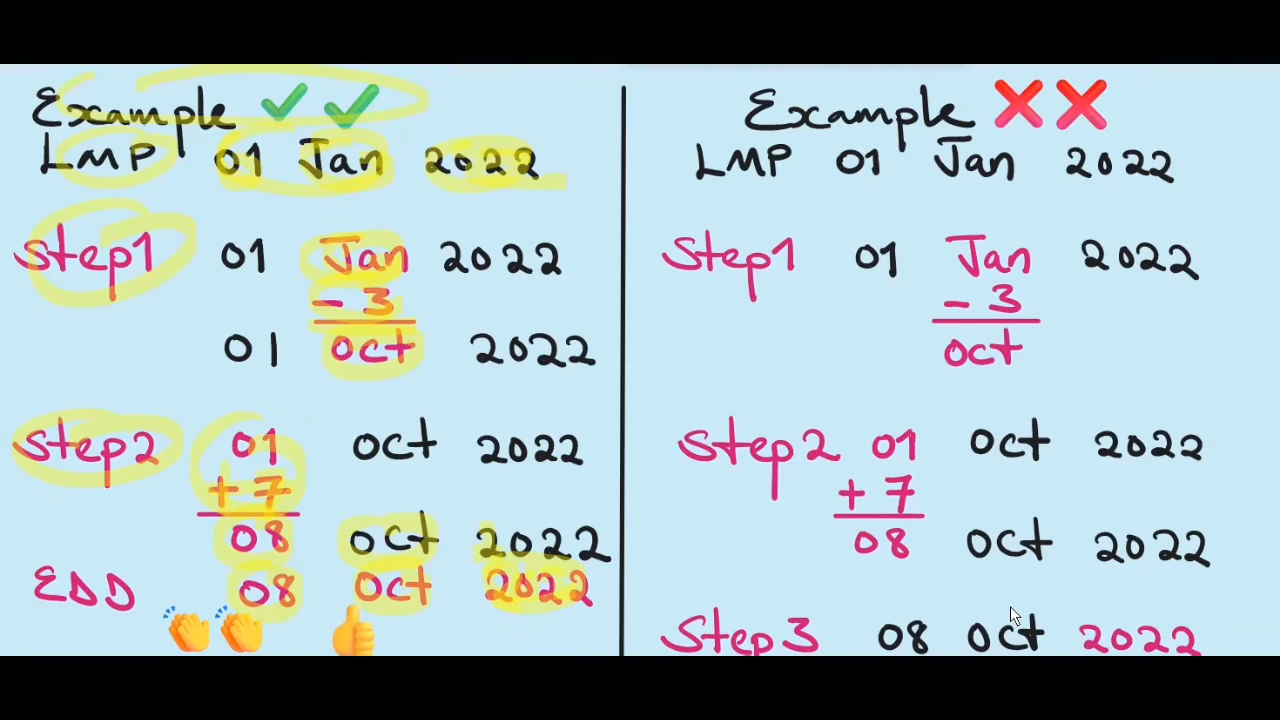 Example
LMP 01 Jan 2022
Step1 01 Jan 2022
- 3
01 Oct 2022
Step2 01 Oct 2022
+ 7
08 Oct 2022
EDD 08 Oct 2022
Example
LMP 01 Jan 2022
Step1 01 Jan 2022
- 3
Oct
Step2 01 Oct 2022
+ 7
08 Oct 2022
Step3 08 Oct 2022